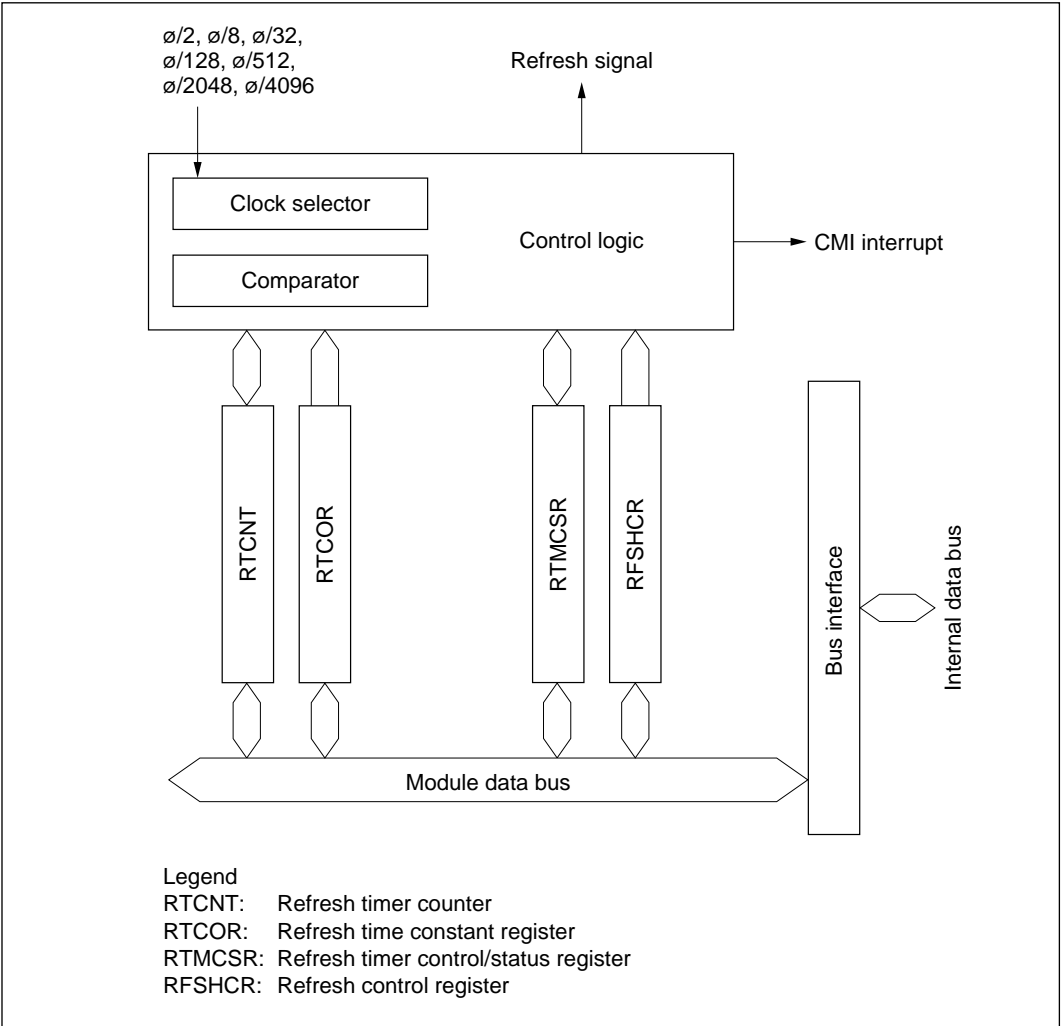 ø/2, ø/8, ø/32,
ø/128, ø/512,
ø/2048, ø/4096
Refresh signal
Clock selector
Control logic
CMI interrupt
Comparator
RTCNT
RTCOR
RTMCSR
RFSHCR
Bus interface
Internal data bus
Module data bus
Legend
RTCNT: Refresh timer counter
RTCOR: Refresh time constant register
RTMCSR: Refresh timer control/status register
RFSHCR: Refresh control register